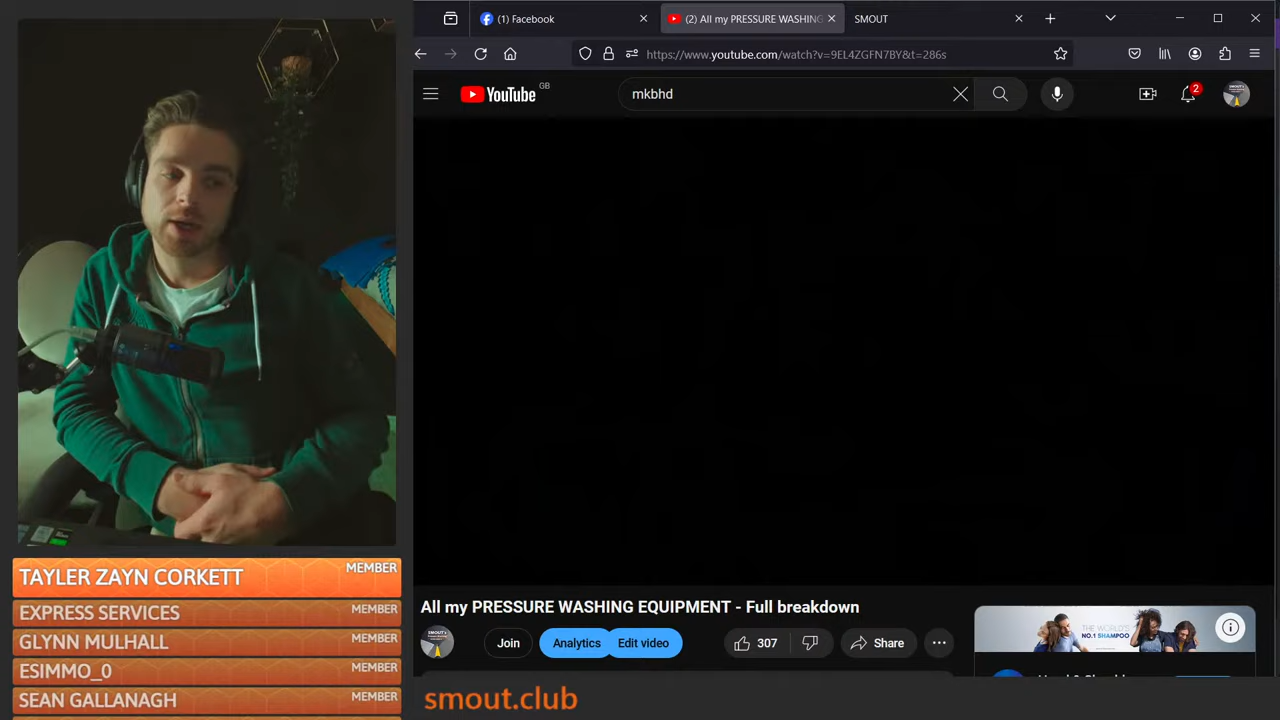 (1) Facebook
(2) All my PRESSURE WASHING
SMOUT
https://www.youtube.com/watch?v=9EL4ZGFN7BY&t=286s
YouTube GB
mkbhd
2
All my PRESSURE WASHING EQUIPMENT - Full breakdown
Join
Analytics
Edit video
307
Share
THE WORLD'S
NO.1 SHAMPOO
TAYLER ZAYN CORKETT MEMBER
EXPRESS SERVICES MEMBER
GLYNN MULHALL MEMBER
ESIMMO_0 MEMBER
SEAN GALLANAGH MEMBER
smout.club